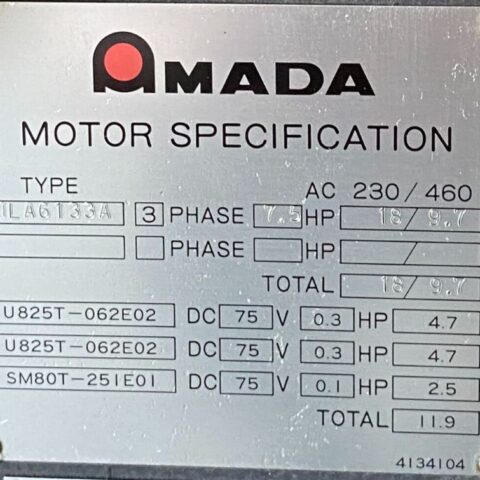 AMADA
MOTOR SPECIFICATION
TYPE AC 230/460
1LA6133A 3 PHASE 7.5 HP 18/9.7
PHASE HP /
TOTAL 18/9.7
U825T-062E02 DC 75 V 0.3 HP 4.7
U825T-062E02 DC 75 V 0.3 HP 4.7
SM80T-251E01 DC 75 V 0.1 HP 2.5
TOTAL 11.9
4134104